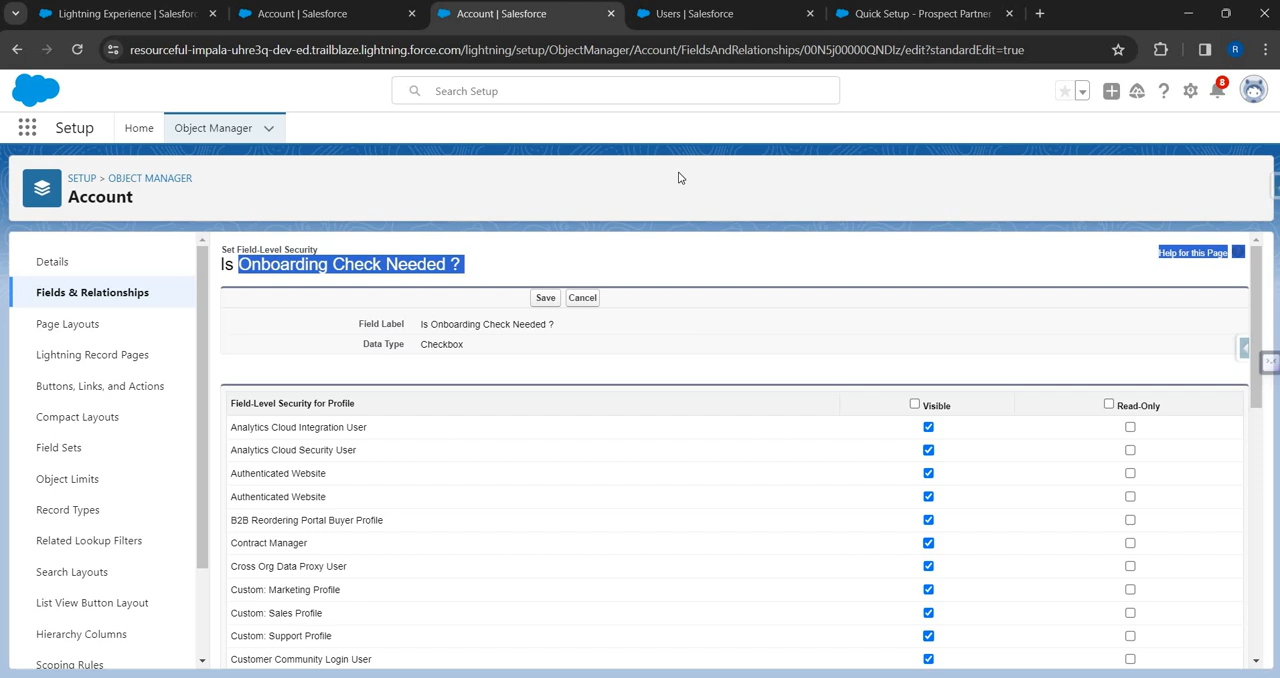 Lightning Experience | Salesforc
Account | Salesforce
Account | Salesforce
Users | Salesforce
Quick Setup - Prospect Partner
resourceful-impala-uhre3q-dev-ed.trailblaze.lightning.force.com/lightning/setup/ObjectManager/Account/FieldsAndRelationships/00N5j00000QNDIz/edit?standardEdit=true
R
Search Setup
8
Setup
Home
Object Manager
SETUP > OBJECT MANAGER
Account
Details
Fields & Relationships
Page Layouts
Lightning Record Pages
Buttons, Links, and Actions
Compact Layouts
Field Sets
Object Limits
Record Types
Related Lookup Filters
Search Layouts
List View Button Layout
Hierarchy Columns
Scoping Rules
Set Field-Level Security
Is Onboarding Check Needed ?
Help for this Page
Save Cancel
Field Label Is Onboarding Check Needed ?
Data Type Checkbox
Field-Level Security for Profile Visible Read-Only
Analytics Cloud Integration User
Analytics Cloud Security User
Authenticated Website
Authenticated Website
B2B Reordering Portal Buyer Profile
Contract Manager
Cross Org Data Proxy User
Custom: Marketing Profile
Custom: Sales Profile
Custom: Support Profile
Customer Community Login User